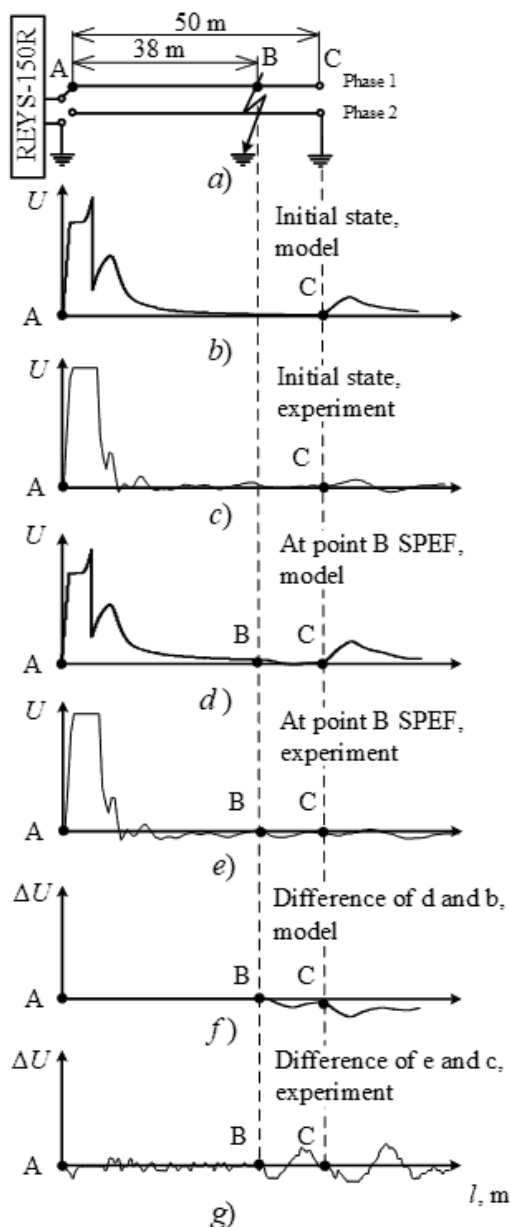 50 m
38 m
A
B
C
REYS-150R
Phase 1
Phase 2
a)
U
Initial state,
model
C
A
b)
U
Initial state,
experiment
C
A
c)
U
At point B SPEF,
model
B
C
A
d)
U
At point B SPEF,
experiment
B
C
A
e)
ΔU
Difference of d and b,
model
B
C
A
f)
ΔU
Difference of e and c,
experiment
B
C
A
l, m
g)